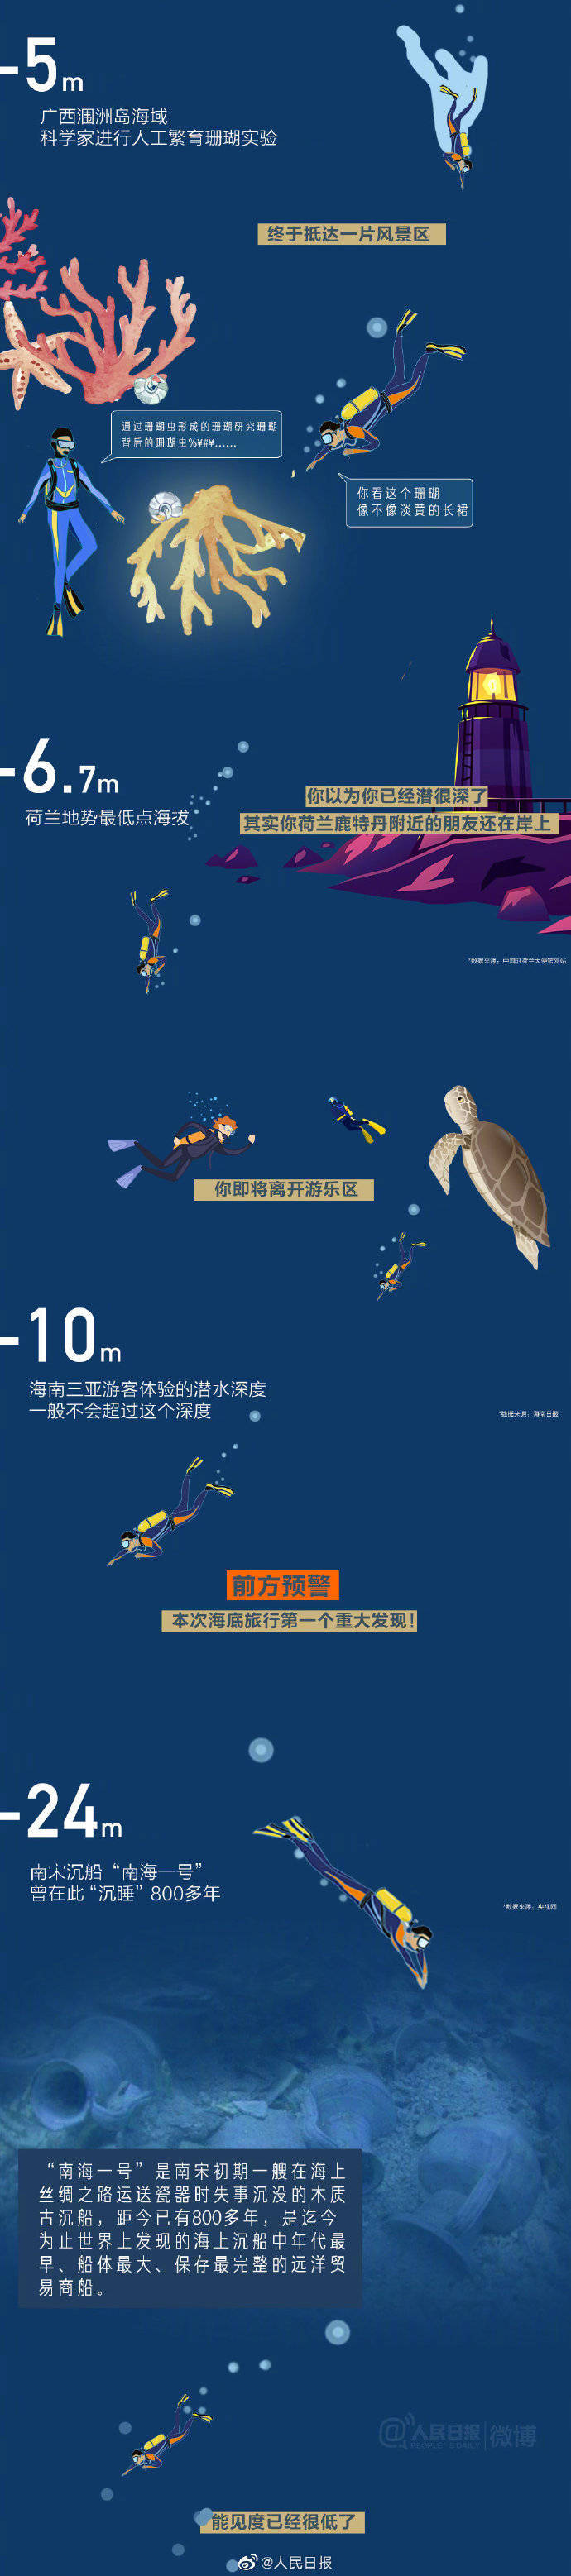 -5m
广西涠洲岛海域
科学家进行人工繁育珊瑚实验
终于抵达一片风景区
通过珊瑚虫形成的珊瑚研究珊瑚
背后的珊瑚虫%¥#¥......
你看这个珊瑚
像不像淡黄的长裙
-6.7m
荷兰地势最低点海拔
你以为你已经潜很深了
其实你荷兰鹿特丹附近的朋友还在岸上
*数据来源：中国驻荷兰大使馆网站
你即将离开游乐区
-10m
海南三亚游客体验的潜水深度
一般不会超过这个深度
*数据来源：海南日报
前方预警
本次海底旅行第一个重大发现！
-24m
南宋沉船“南海一号”
曾在此“沉睡”800多年
*数据来源：央视网
“南海一号”是南宋初期一艘在海上
丝绸之路运送瓷器时失事沉没的木质
古沉船，距今已有800多年，是迄今
为止世界上发现的海上沉船中年代最
早、船体最大、保存最完整的远洋贸
易商船。
@人民日报 微博
PEOPLE'S DAILY
能见度已经很低了
@人民日报